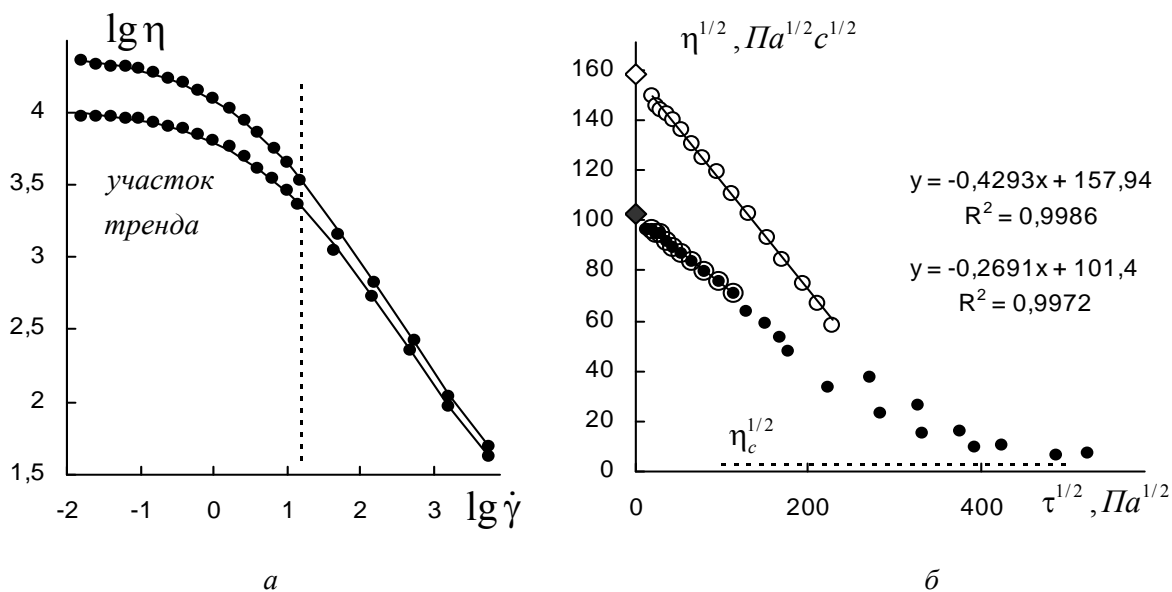 lg η
4
3,5
3
2,5
2
1,5
-2 -1 0 1 2 3 lg γ̇
участок
тренда
а
η^1/2 , Па^1/2 с^1/2
160
140
120
100
80
60
40
20
0
y = -0,4293x + 157,94
R² = 0,9986
y = -0,2691x + 101,4
R² = 0,9972
η_c^1/2
0 200 400 τ^1/2 , Па^1/2
б